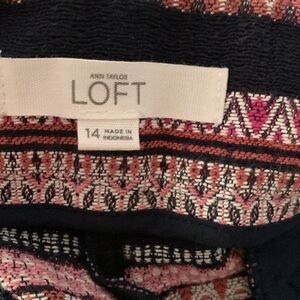 ANN TAYLOR
LOFT
14 MADE IN
INDONESIA